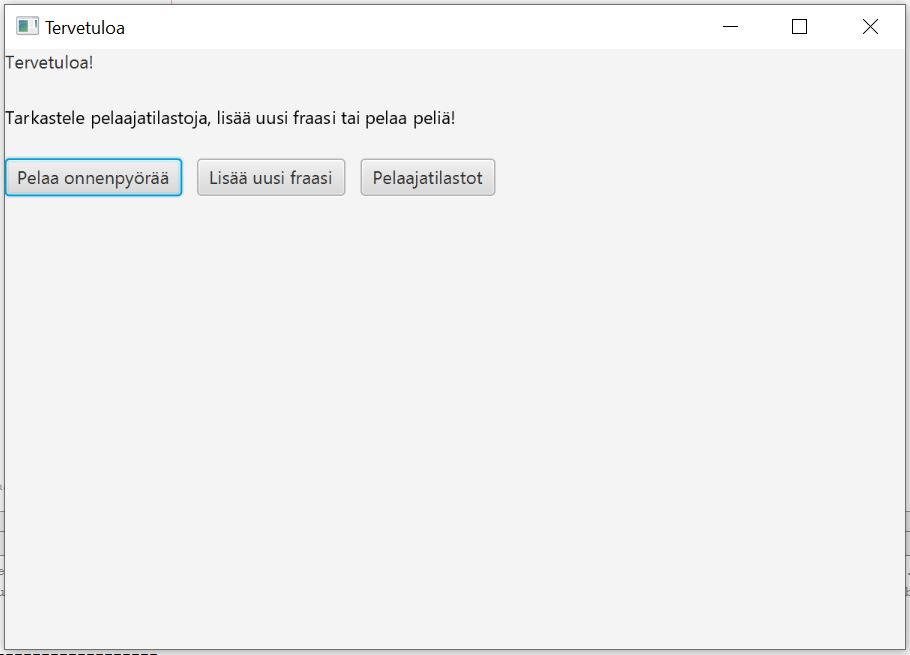 Tervetuloa
Tervetuloa!
Tarkastele pelaajatilastoja, lisää uusi fraasi tai pelaa peliä!
Pelaa onnenpyörää Lisää uusi fraasi Pelaajatilastot